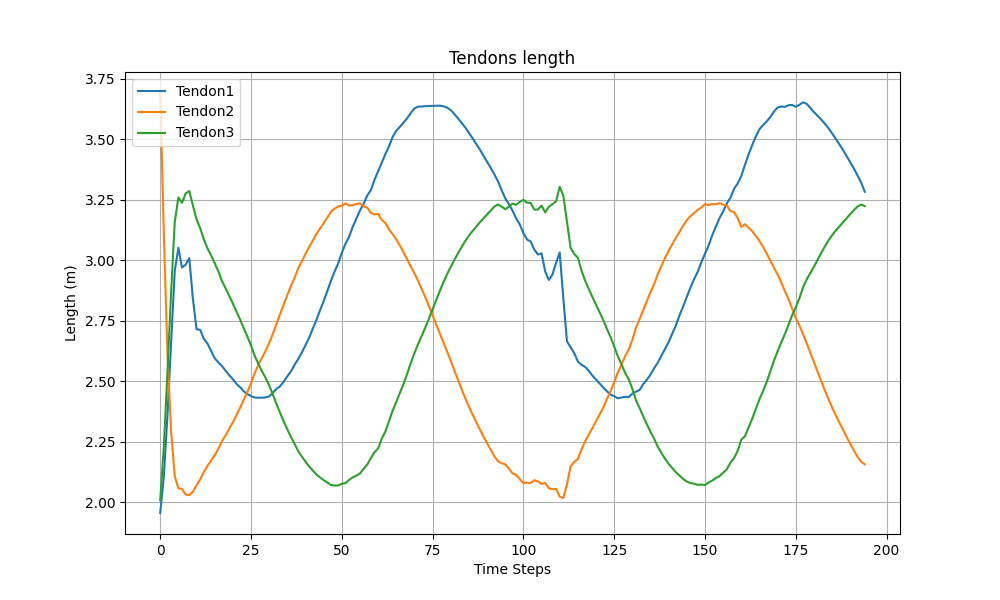 Tendons length
Tendon1
Tendon2
Tendon3
Length (m)
3.75
3.50
3.25
3.00
2.75
2.50
2.25
2.00
0 25 50 75 100 125 150 175 200
Time Steps